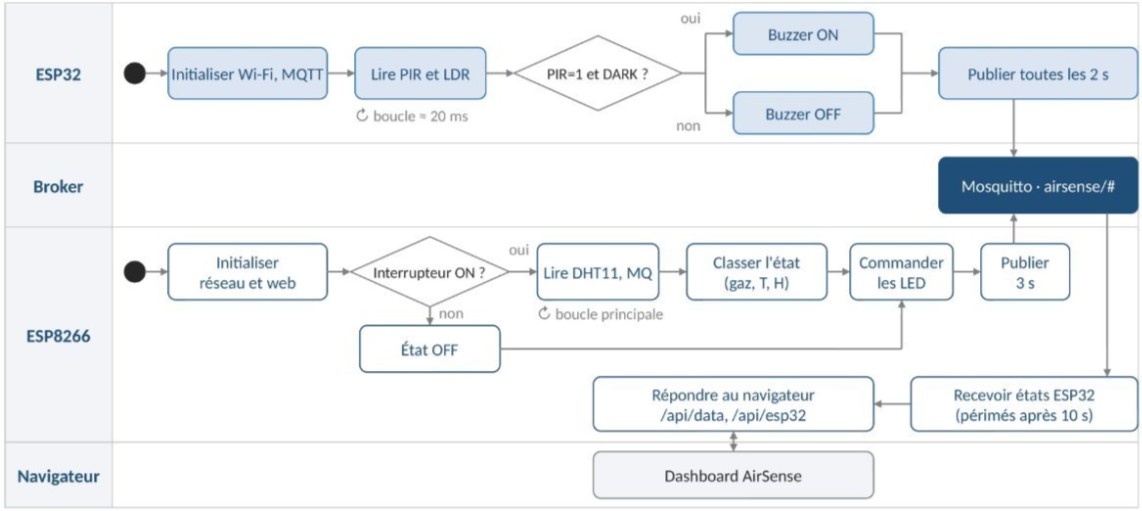 ESP32
Initialiser Wi-Fi, MQTT
Lire PIR et LDR
↻ boucle ≈ 20 ms
PIR=1 et DARK ?
oui
Buzzer ON
non
Buzzer OFF
Publier toutes les 2 s
Broker
Mosquitto · airsense/#
ESP8266
Initialiser
réseau et web
Interrupteur ON ?
oui
non
État OFF
Lire DHT11, MQ
↻ boucle principale
Classer l'état
(gaz, T, H)
Commander
les LED
Publier
3 s
Recevoir états ESP32
(périmés après 10 s)
Répondre au navigateur
/api/data, /api/esp32
Navigateur
Dashboard AirSense